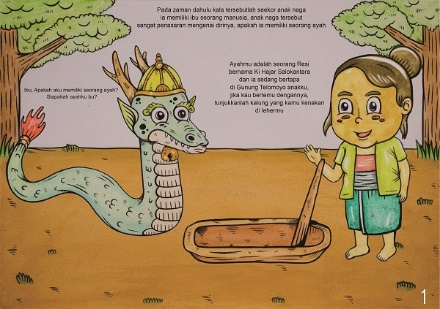 Pada zaman dahulu kala tersebutlah seekor anak naga
ia memiliki ibu seorang manusia, anak naga tersebut
sangat penasaran mengenai dirinya, apakah ia memiliki seorang ayah
Ibu, Apakah aku memiliki seorang ayah?
Siapakah ayahku bu?
Ayahmu adalah seorang Resi
bernama Ki Hajar Salokantara
dan ia sedang bertapa
di Gunung Telomoyo anakku,
jika kau bertemu dengannya,
tunjukkanlah kalung yang kamu kenakan
di lehermu
1